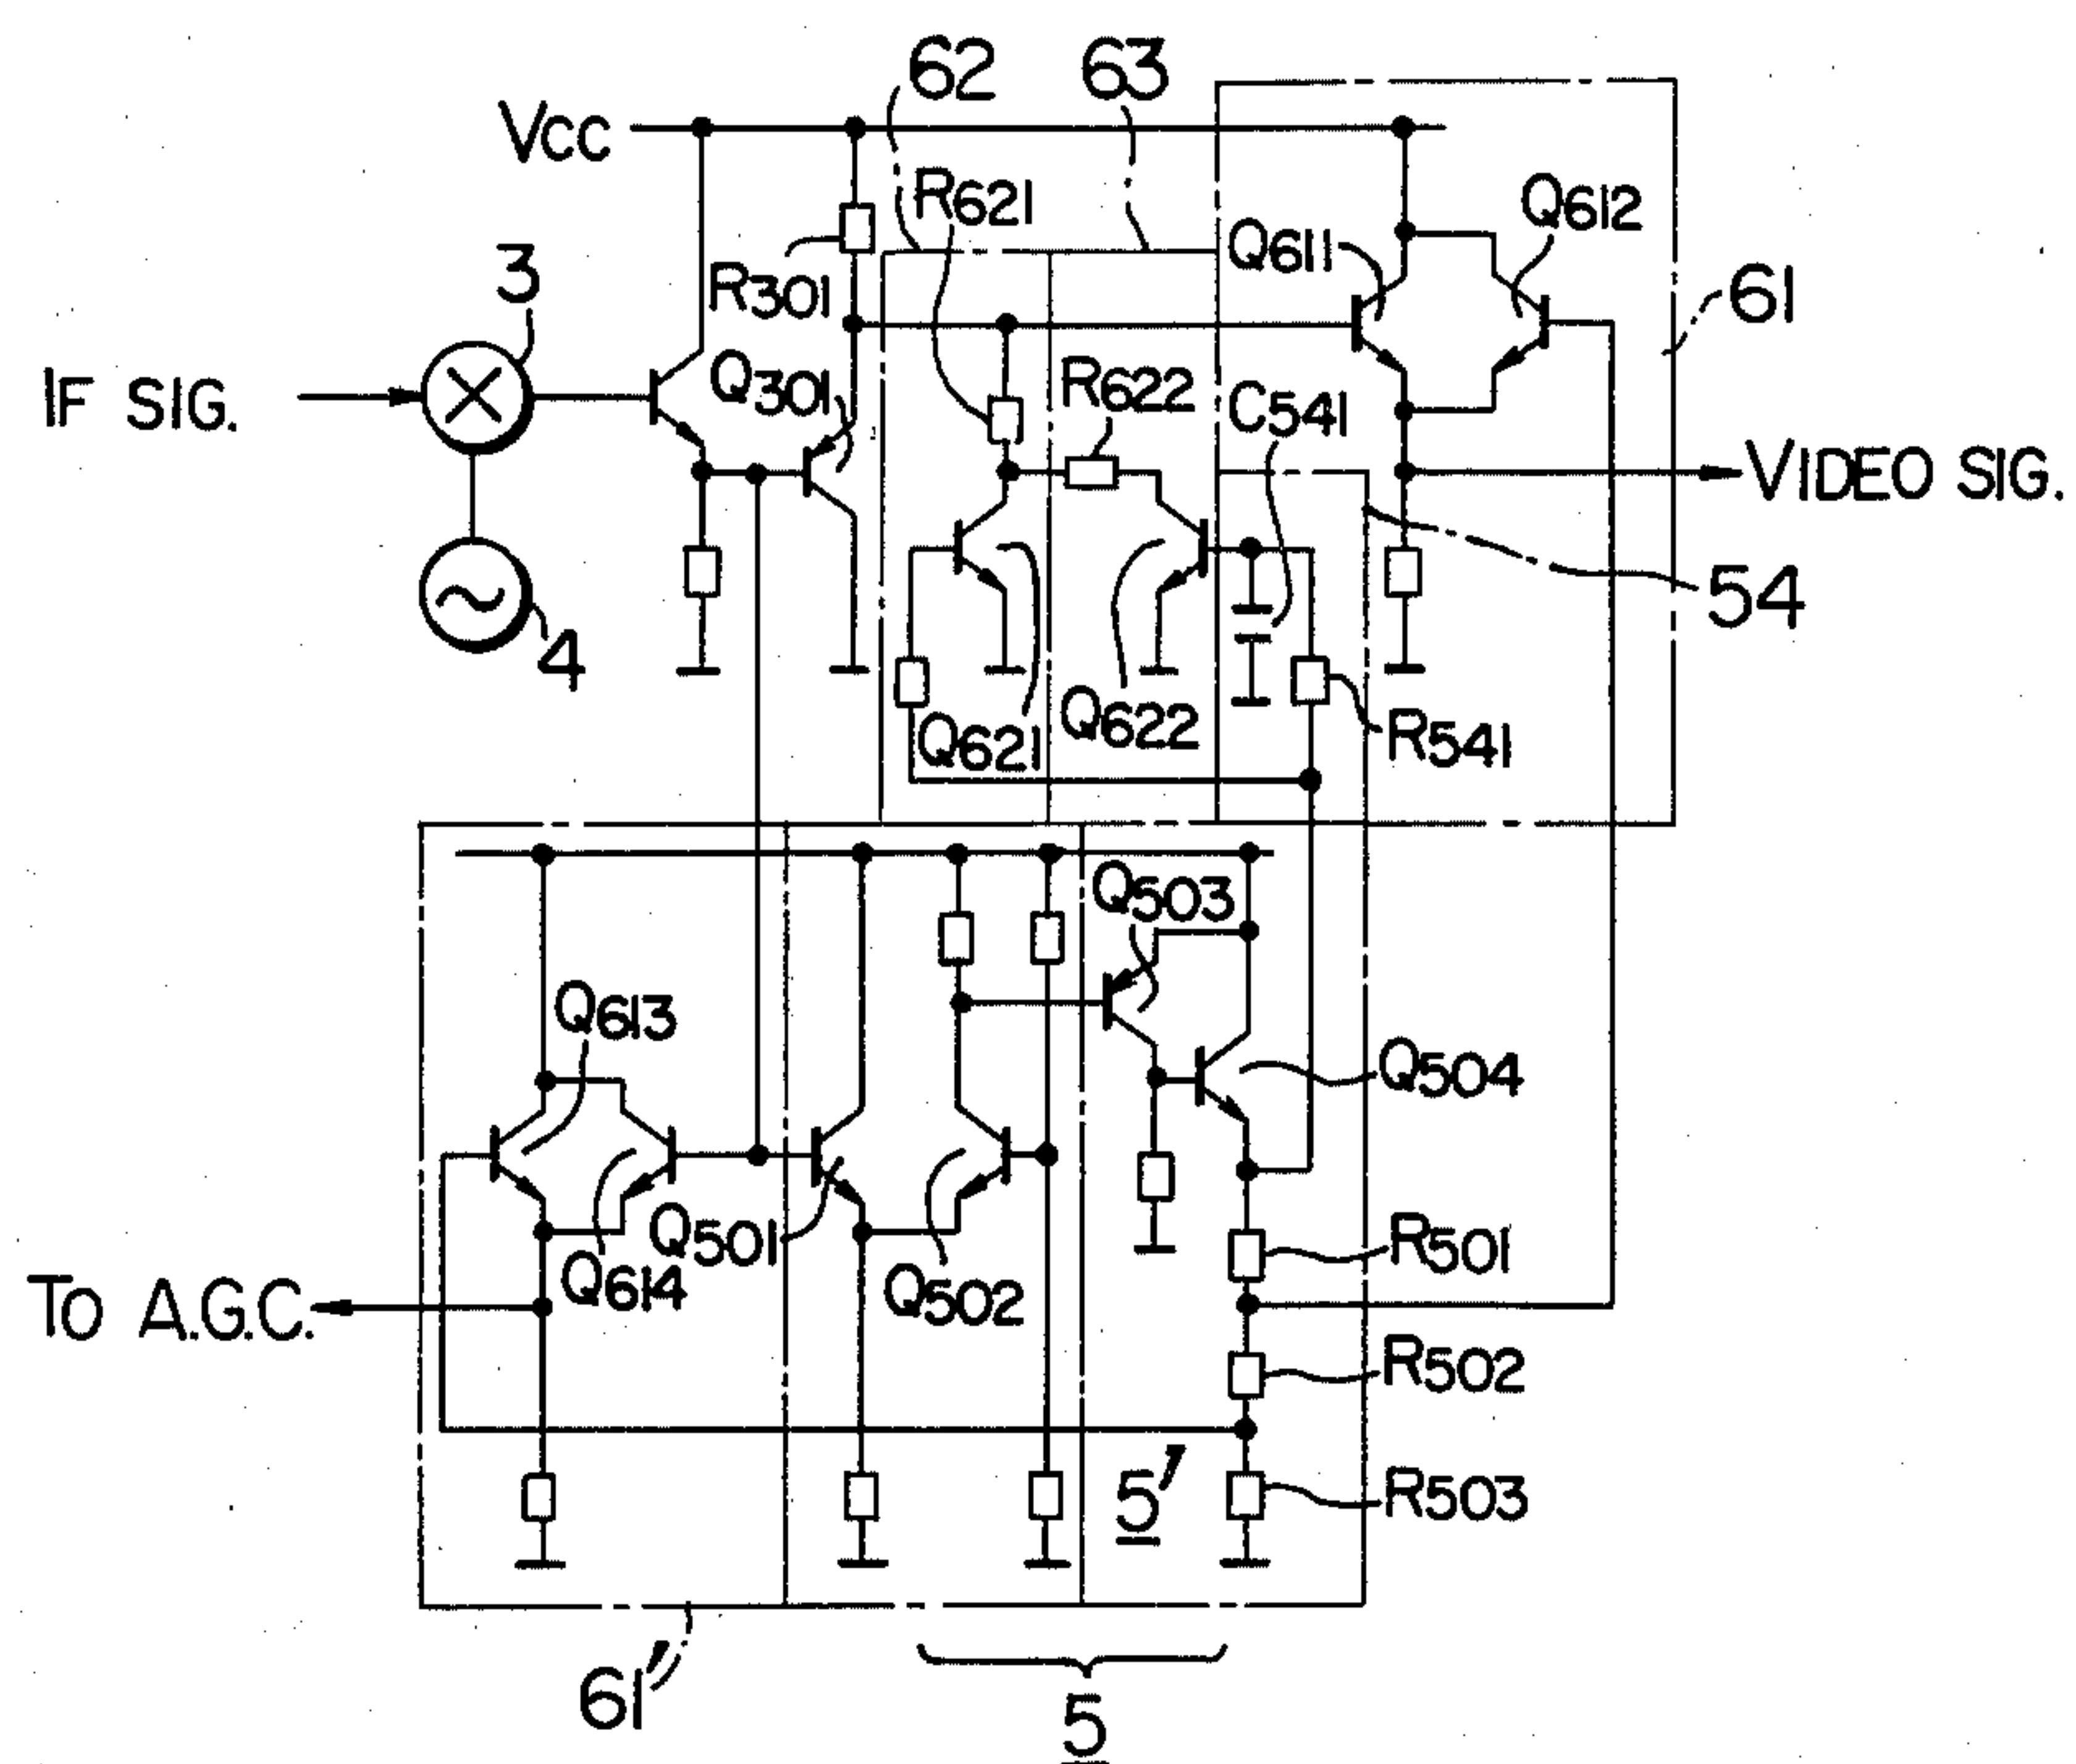 62
63
VCC
R621
Q612
Q611
3
R301
61
Q301
R622
C541
IF SIG.
VIDEO SIG.
54
4
Q621
Q622
R541
Q503
Q613
Q504
Q501
R501
Q614
Q502
TO A.G.C.
R502
5'
R503
61'
5